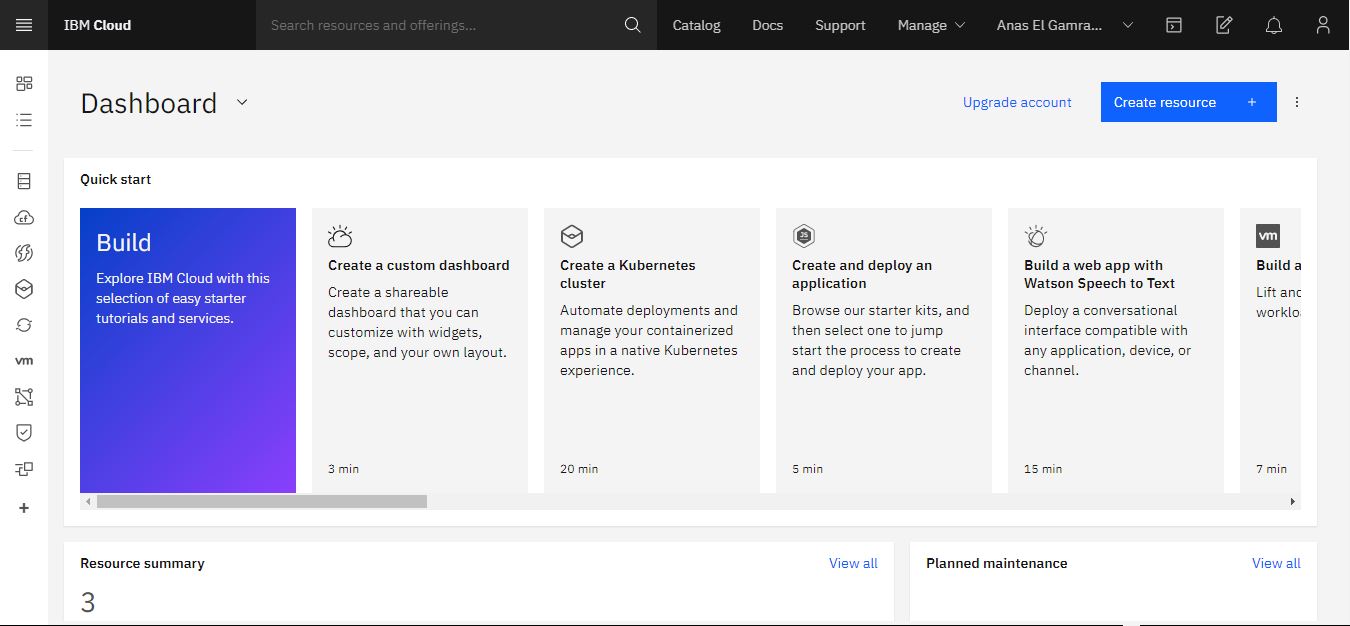 IBM Cloud
Search resources and offerings...
Catalog
Docs
Support
Manage
Anas El Gamra...
Dashboard
Upgrade account
Create resource +
Quick start
Build
Explore IBM Cloud with this
selection of easy starter
tutorials and services.
Create a custom dashboard
Create a shareable
dashboard that you can
customize with widgets,
scope, and your own layout.
3 min
Create a Kubernetes
cluster
Automate deployments and
manage your containerized
apps in a native Kubernetes
experience.
20 min
JS
Create and deploy an
application
Browse our starter kits, and
then select one to jump
start the process to create
and deploy your app.
5 min
Build a web app with
Watson Speech to Text
Deploy a conversational
interface compatible with
any application, device, or
channel.
15 min
vm
Build a
Lift and
7 min
cf
vm
+
Resource summary
View all
3
Planned maintenance
View all